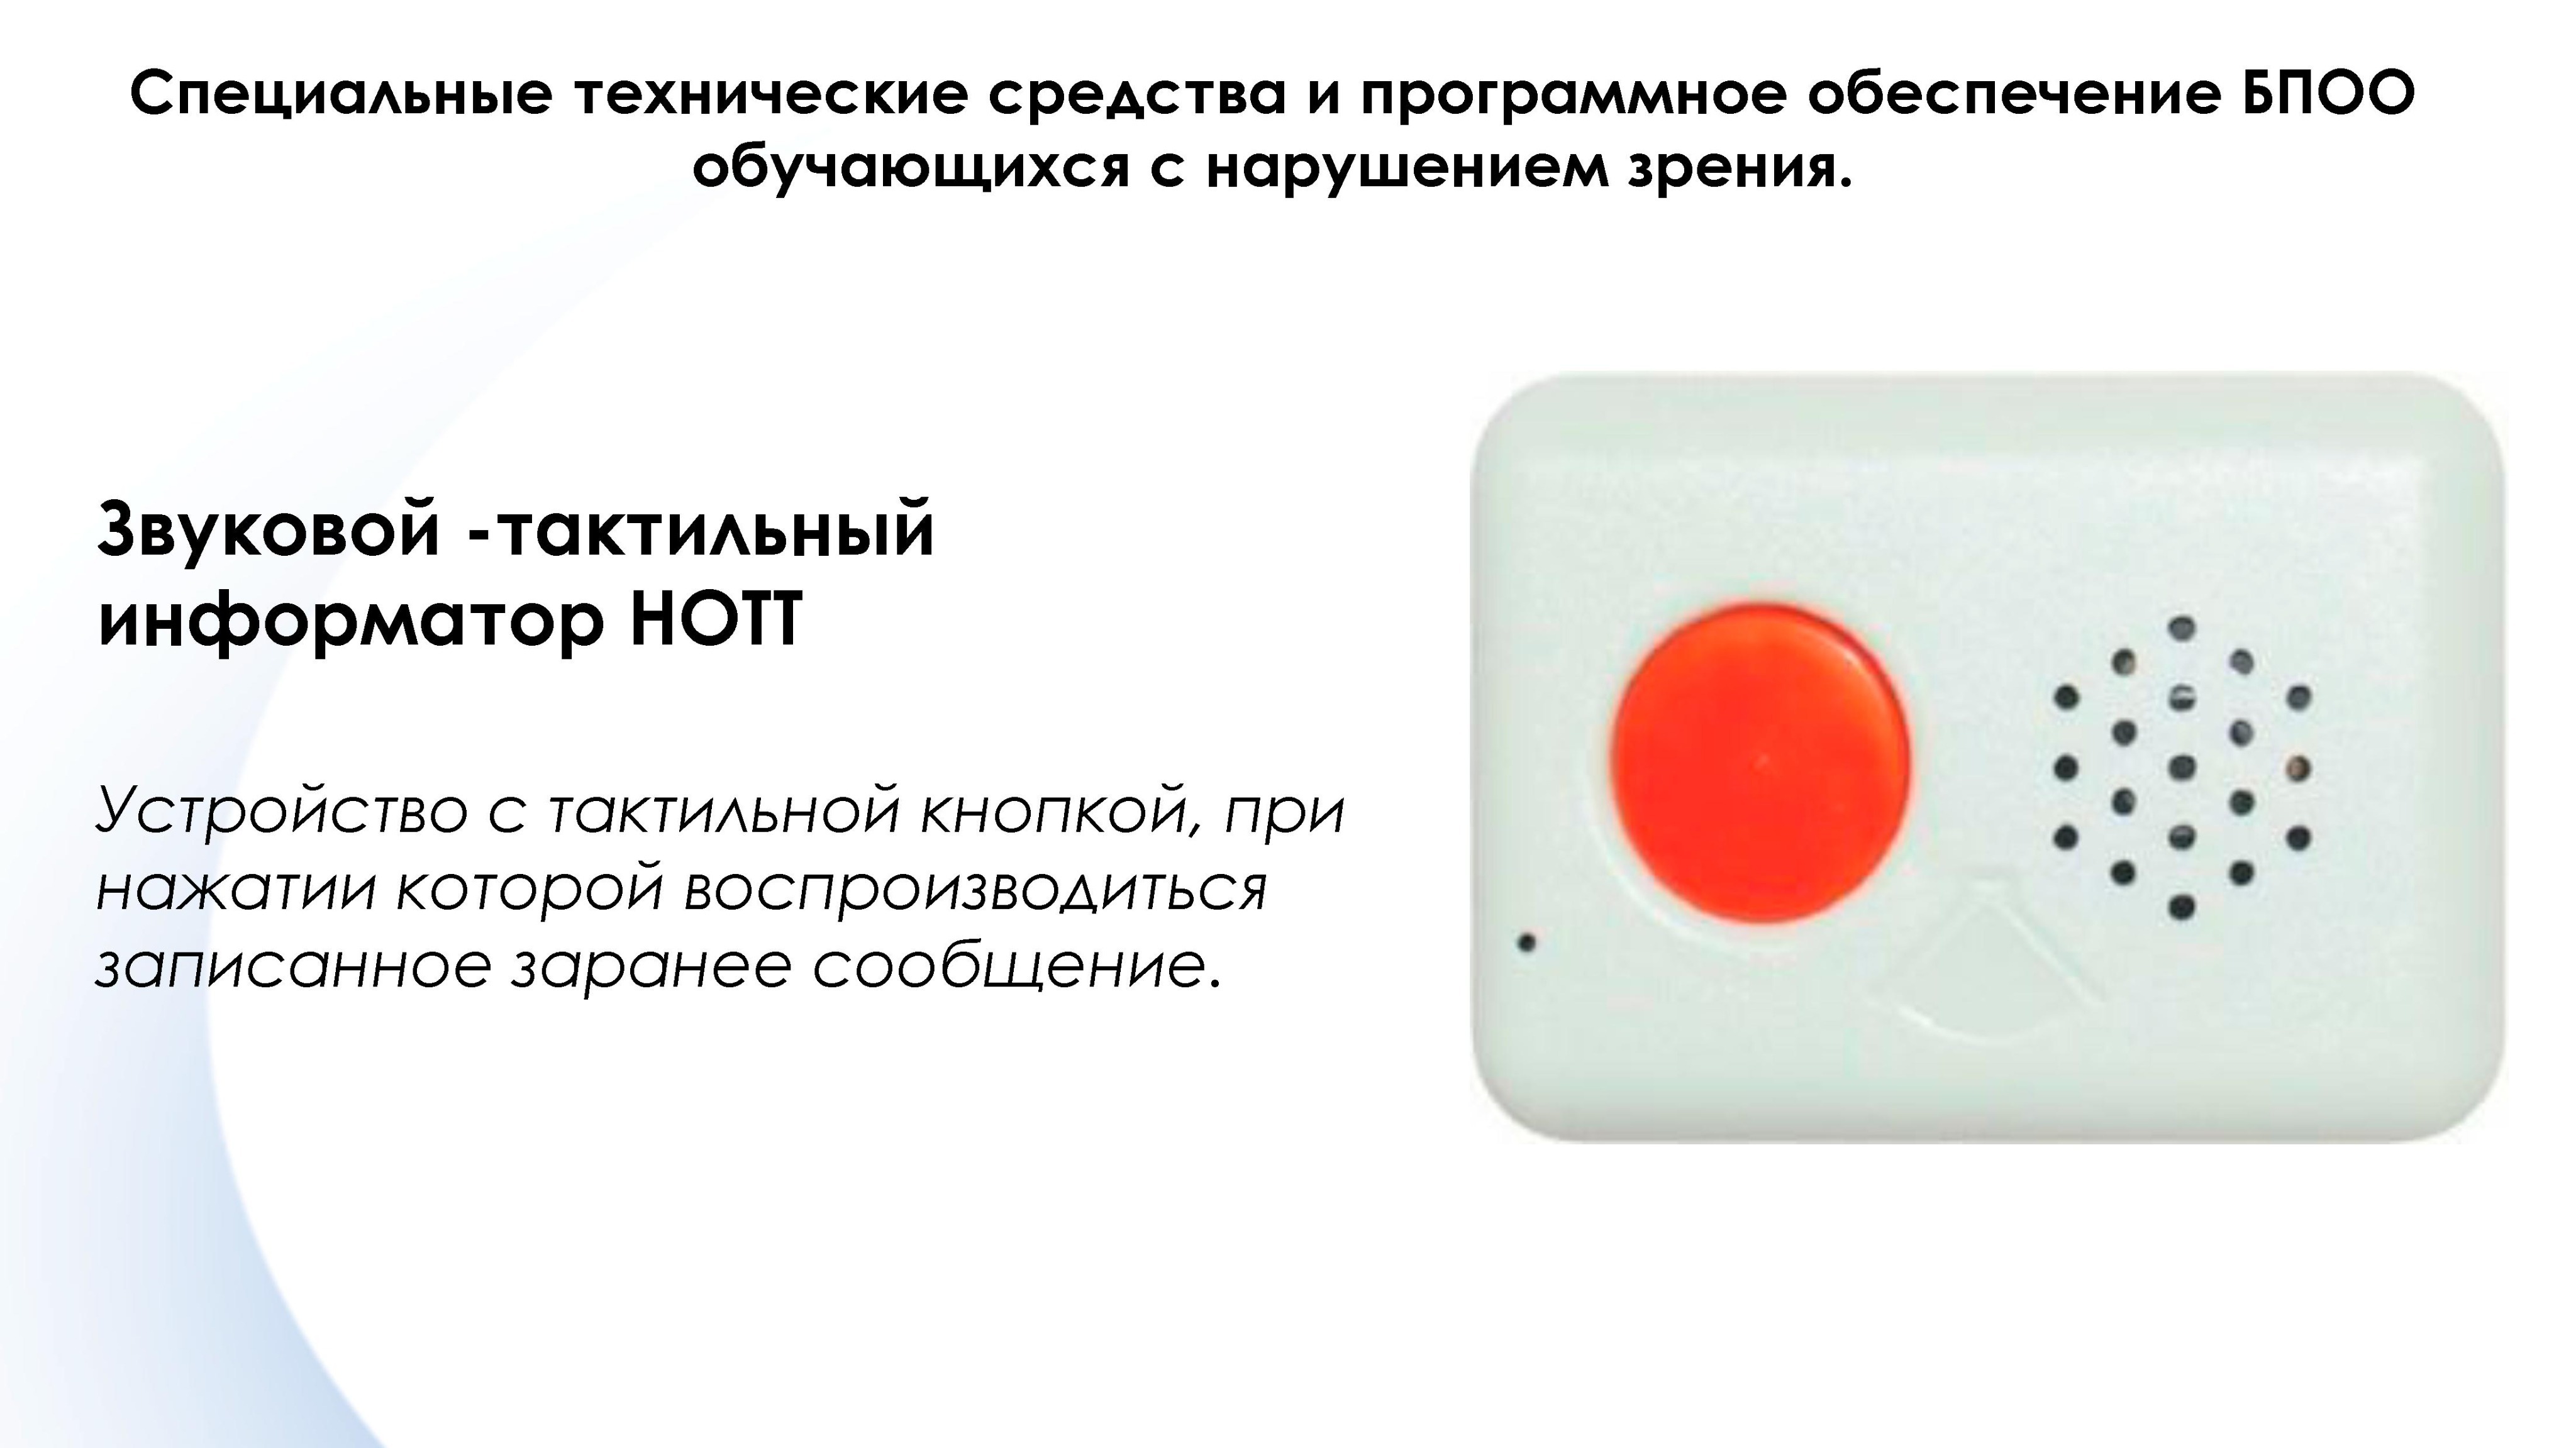 Специальные технические средства и программное обеспечение БПОО
обучающихся с нарушением зрения.
Звуковой -тактильный
информатор НОТТ
Устройство с тактильной кнопкой, при
нажатии которой воспроизводиться
записанное заранее сообщение.